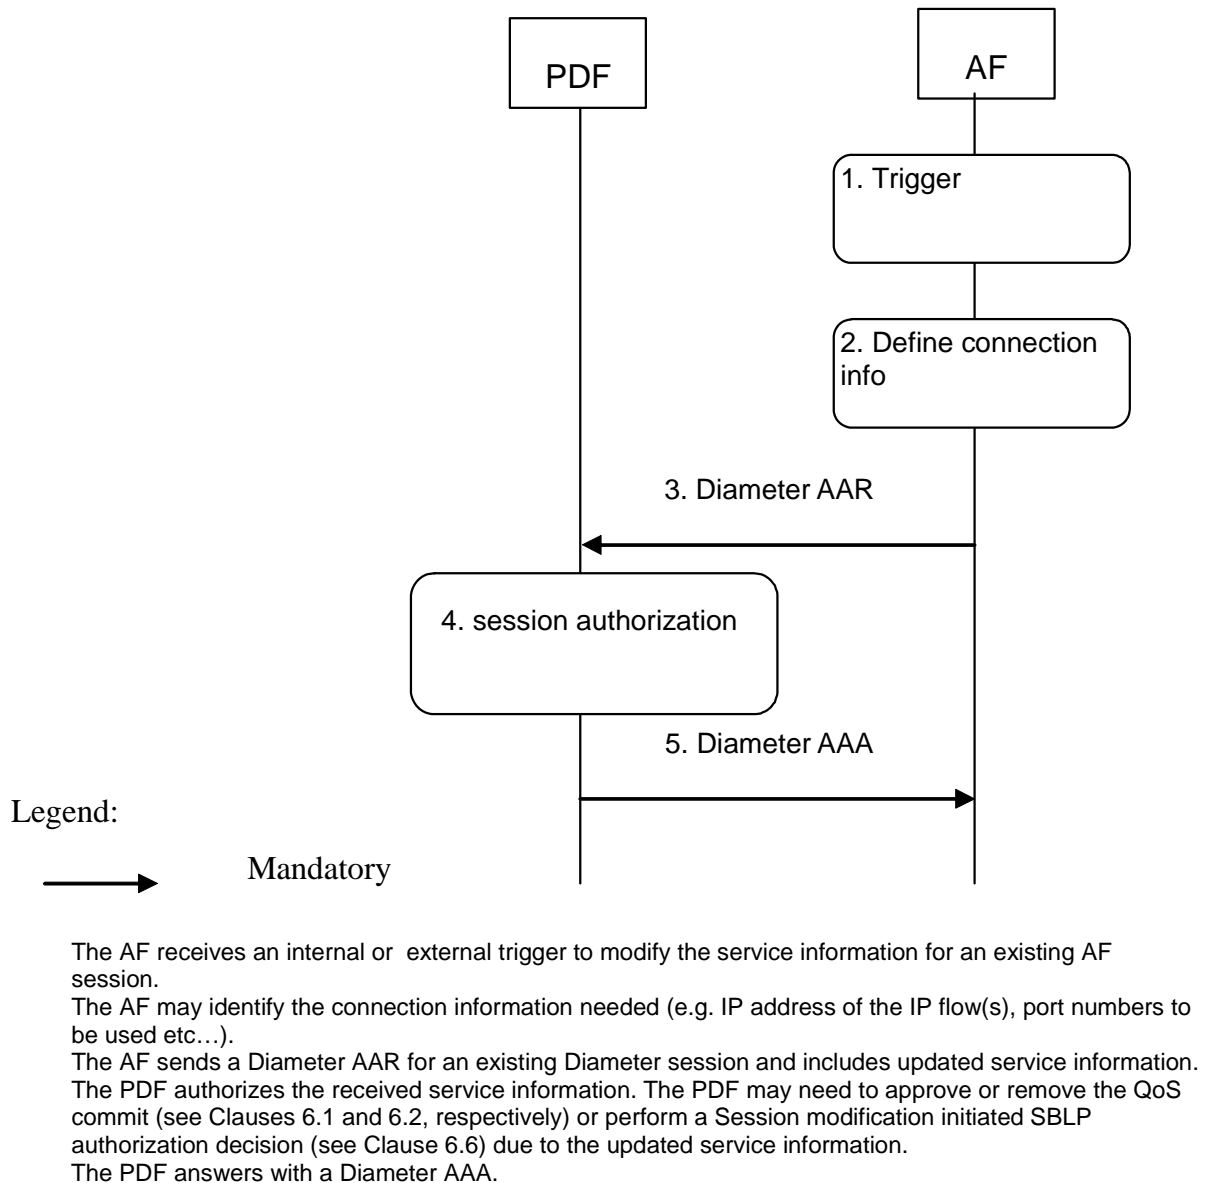 PDF
AF
1. Trigger
2. Define connection
info
3. Diameter AAR
4. session authorization
5. Diameter AAA
Legend:
Mandatory
The AF receives an internal or  external trigger to modify the service information for an existing AF
session.
The AF may identify the connection information needed (e.g. IP address of the IP flow(s), port numbers to
be used etc…).
The AF sends a Diameter AAR for an existing Diameter session and includes updated service information.
The PDF authorizes the received service information. The PDF may need to approve or remove the QoS
commit (see Clauses 6.1 and 6.2, respectively) or perform a Session modification initiated SBLP
authorization decision (see Clause 6.6) due to the updated service information.
The PDF answers with a Diameter AAA.